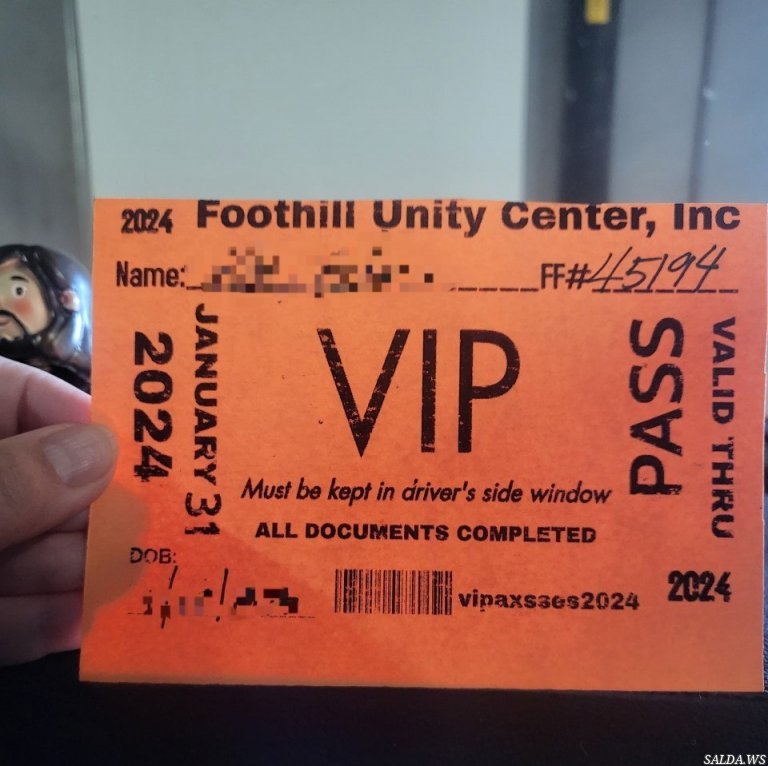 2024 Foothill Unity Center, Inc
Name: FF# 45194
JANUARY 31
2024
VIP
PASS
VALID THRU
Must be kept in driver's side window
ALL DOCUMENTS COMPLETED
DOB:
vipaxsses2024
2024
SALDA.WS